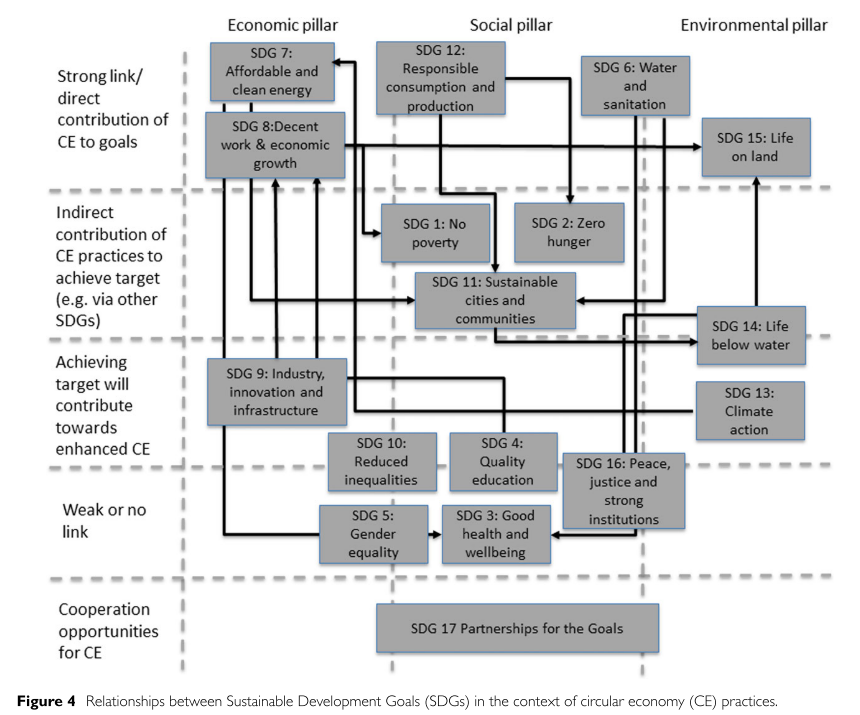 Economic pillar
Social pillar
Environmental pillar
Strong link/
direct
contribution of
CE to goals
SDG 7:
Affordable and
clean energy
SDG 12:
Responsible
consumption and
production
SDG 6: Water
and
sanitation
SDG 8:Decent
work & economic
growth
SDG 15: Life
on land
Indirect
contribution of
CE practices to
achieve target
(e.g. via other
SDGs)
SDG 1: No
poverty
SDG 2: Zero
hunger
SDG 11: Sustainable
cities and
communities
SDG 14: Life
below water
Achieving
target will
contribute
towards
enhanced CE
SDG 9: Industry,
innovation and
infrastructure
SDG 13:
Climate
action
SDG 10:
Reduced
inequalities
SDG 4:
Quality
education
SDG 16: Peace,
justice and
strong
institutions
Weak or no
link
SDG 5:
Gender
equality
SDG 3: Good
health and
wellbeing
Cooperation
opportunities
for CE
SDG 17 Partnerships for the Goals
Figure 4 Relationships between Sustainable Development Goals (SDGs) in the context of circular economy (CE) practices.